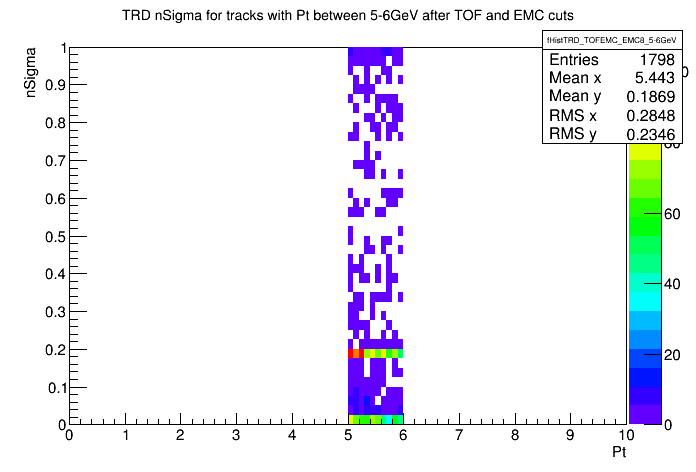 TRD nSigma for tracks with Pt between 5-6GeV after TOF and EMC cuts
fHistTRD_TOFEMC_EMC8_5-6GeV
Entries 1798
Mean x 5.443
Mean y 0.1869
RMS x 0.2848
RMS y 0.2346
nSigma
1
0.9
0.8
0.7
0.6
0.5
0.4
0.3
0.2
0.1
0
0 1 2 3 4 5 6 7 8 9 10
Pt
60
40
20
0